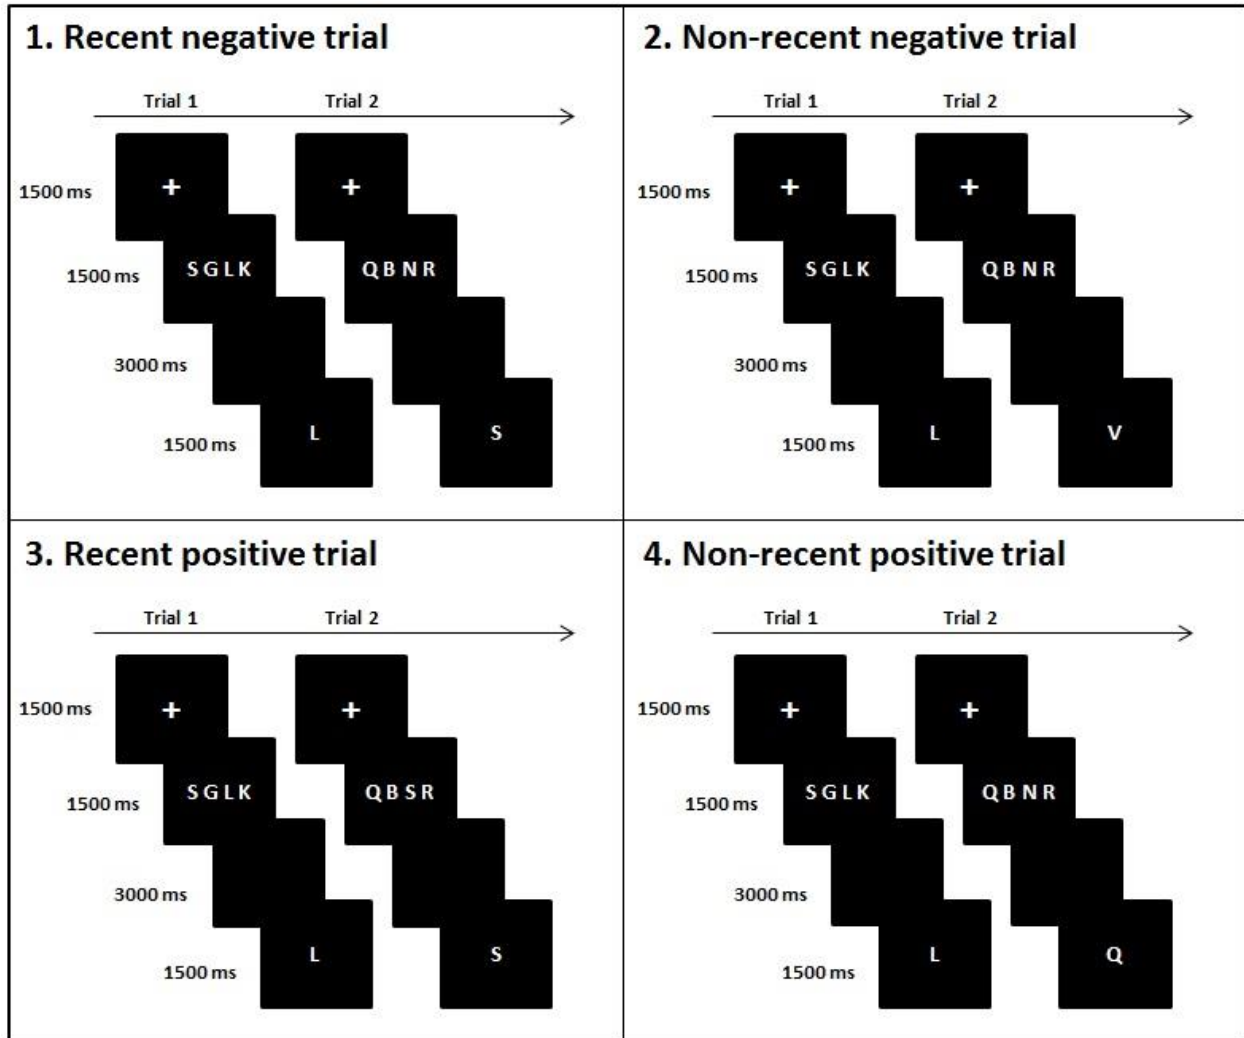 1. Recent negative trial
Trial 1 Trial 2
1500 ms + +
1500 ms S G L K Q B N R
3000 ms
1500 ms L S
2. Non-recent negative trial
Trial 1 Trial 2
1500 ms + +
1500 ms S G L K Q B N R
3000 ms
1500 ms L V
3. Recent positive trial
Trial 1 Trial 2
1500 ms + +
1500 ms S G L K Q B S R
3000 ms
1500 ms L S
4. Non-recent positive trial
Trial 1 Trial 2
1500 ms + +
1500 ms S G L K Q B N R
3000 ms
1500 ms L Q